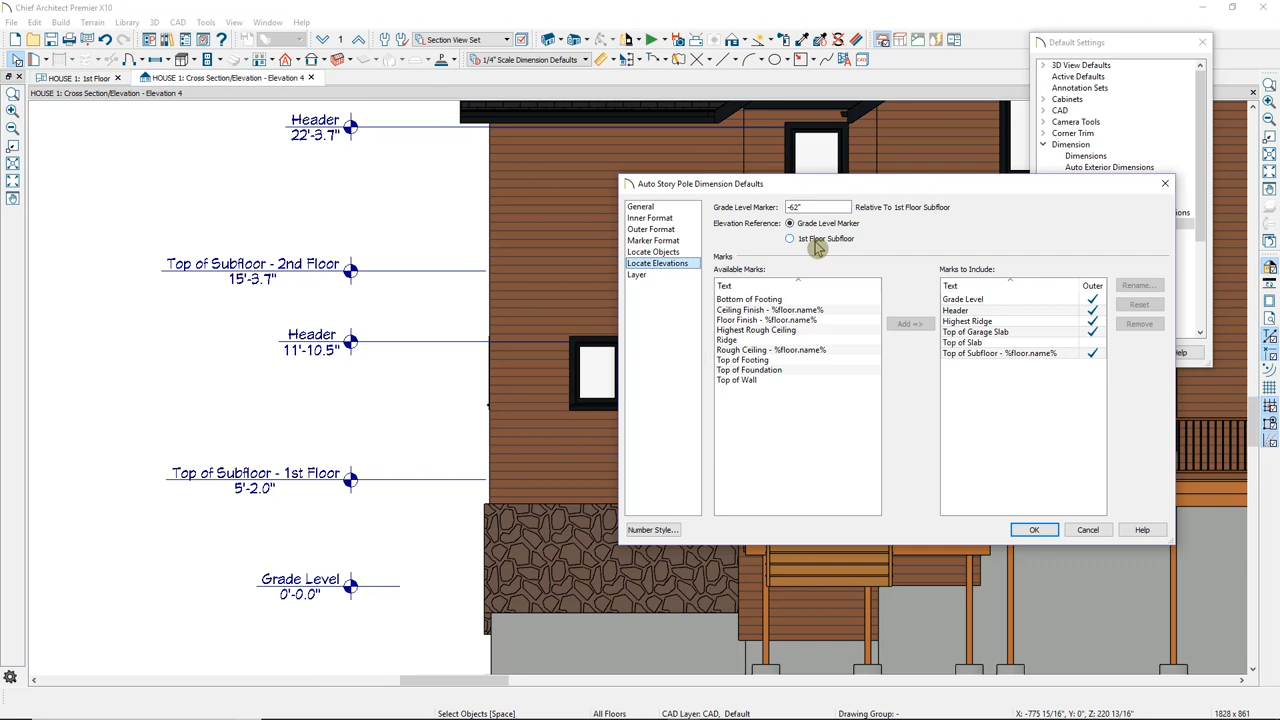 Chief Architect Premier X10
File Edit Build Terrain Library 3D CAD Tools View Window Help
1
Section View Set
1/4" Scale Dimension Defaults
HOUSE 1: 1st Floor
HOUSE 1: Cross Section/Elevation - Elevation 4
HOUSE 1: Cross Section/Elevation - Elevation 4
Header
22'-3.7"
Top of Subfloor - 2nd Floor
15'-3.7"
Header
11'-10.5"
Top of Subfloor - 1st Floor
5'-2.0"
Grade Level
0'-0.0"
Default Settings
3D View Defaults
Active Defaults
Annotation Sets
Cabinets
CAD
Camera Tools
Corner Trim
Dimension
Dimensions
Auto Exterior Dimensions
Auto Story Pole Dimension Defaults
General
Inner Format
Outer Format
Marker Format
Locate Objects
Locate Elevations
Layer
Grade Level Marker: -62" Relative To 1st Floor Subfloor
Elevation Reference: Grade Level Marker
1st Floor Subfloor
Marks
Available Marks:
Text
Bottom of Footing
Ceiling Finish - %floor.name%
Floor Finish - %floor.name%
Highest Rough Ceiling
Ridge
Rough Ceiling - %floor.name%
Top of Footing
Top of Foundation
Top of Wall
Add =>
Marks to Include:
Text Outer
Grade Level
Header
Highest Ridge
Top of Garage Slab
Top of Slab
Top of Subfloor - %floor.name%
Rename...
Reset
Remove
Number Style...
OK Cancel Help
Select Objects [Space] All Floors CAD Layer: CAD, Default Drawing Group: - X: -775 15/16", Y: 0", Z: 220 13/16" 1828 x 861